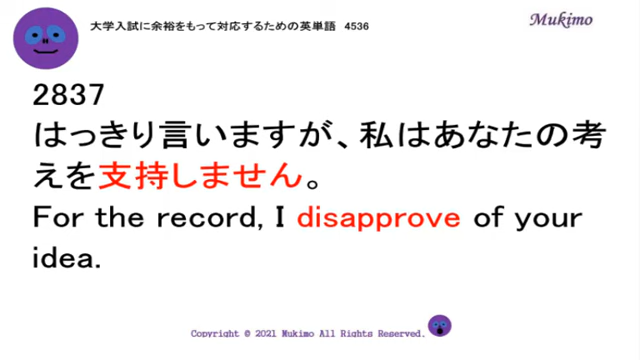 大学入試に余裕をもって対応するための英単語 4536
Mukimo
2837
はっきり言いますが、私はあなたの考
えを支持しません。
For the record, I disapprove of your
idea.
Copyright © 2021 Mukimo All Rights Reserved.